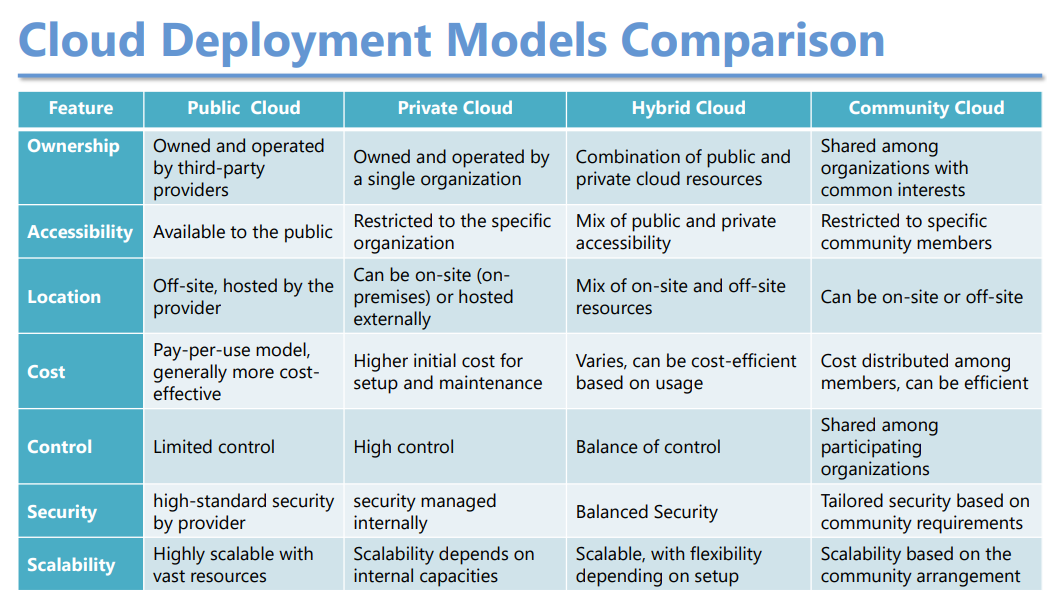 Cloud Deployment Models Comparison
Feature
Public Cloud
Private Cloud
Hybrid Cloud
Community Cloud
Ownership
Owned and operated
by third-party
providers
Owned and operated by
a single organization
Combination of public and
private cloud resources
Shared among
organizations with
common interests
Accessibility
Available to the public
Restricted to the specific
organization
Mix of public and private
accessibility
Restricted to specific
community members
Location
Off-site, hosted by the
provider
Can be on-site (on-
premises) or hosted
externally
Mix of on-site and off-site
resources
Can be on-site or off-site
Cost
Pay-per-use model,
generally more cost-
effective
Higher initial cost for
setup and maintenance
Varies, can be cost-efficient
based on usage
Cost distributed among
members, can be efficient
Control
Limited control
High control
Balance of control
Shared among
participating
organizations
Security
high-standard security
by provider
security managed
internally
Balanced Security
Tailored security based on
community requirements
Scalability
Highly scalable with
vast resources
Scalability depends on
internal capacities
Scalable, with flexibility
depending on setup
Scalability based on the
community arrangement